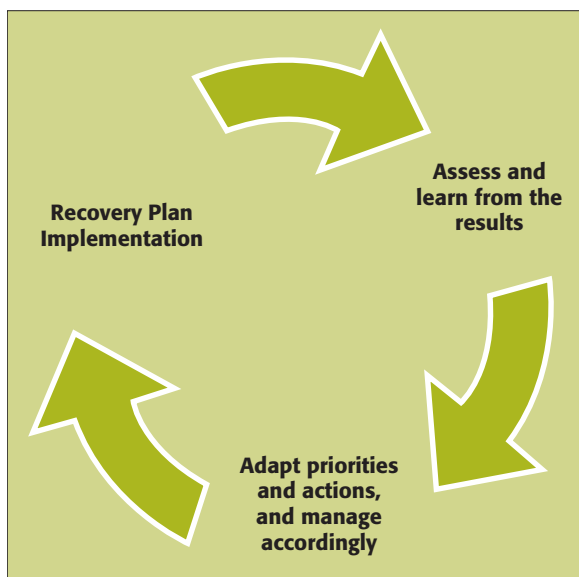 Recovery Plan
Implementation
Assess and
learn from the
results
Adapt priorities
and actions,
and manage
accordingly